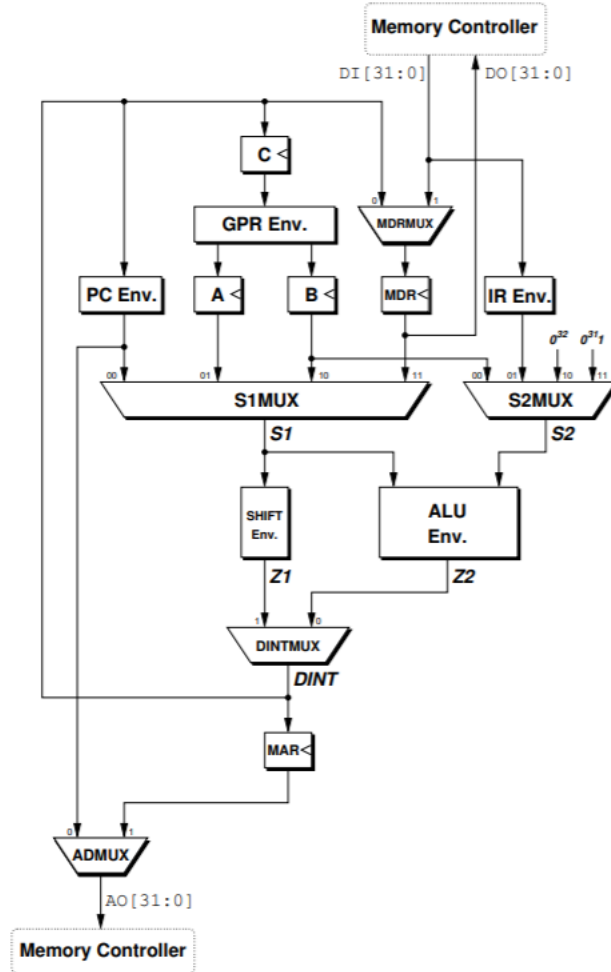 Memory Controller
DI[31:0] DO[31:0]
C
0 1
MDRMUX
GPR Env.
PC Env. A B MDR IR Env.
0³² 0³¹1
00 01 10 11 00 01 10 11
S1MUX S2MUX
S1 S2
SHIFT
Env.
ALU
Env.
Z1 Z2
1 0
DINTMUX
DINT
MAR
0 1
ADMUX
AO[31:0]
Memory Controller